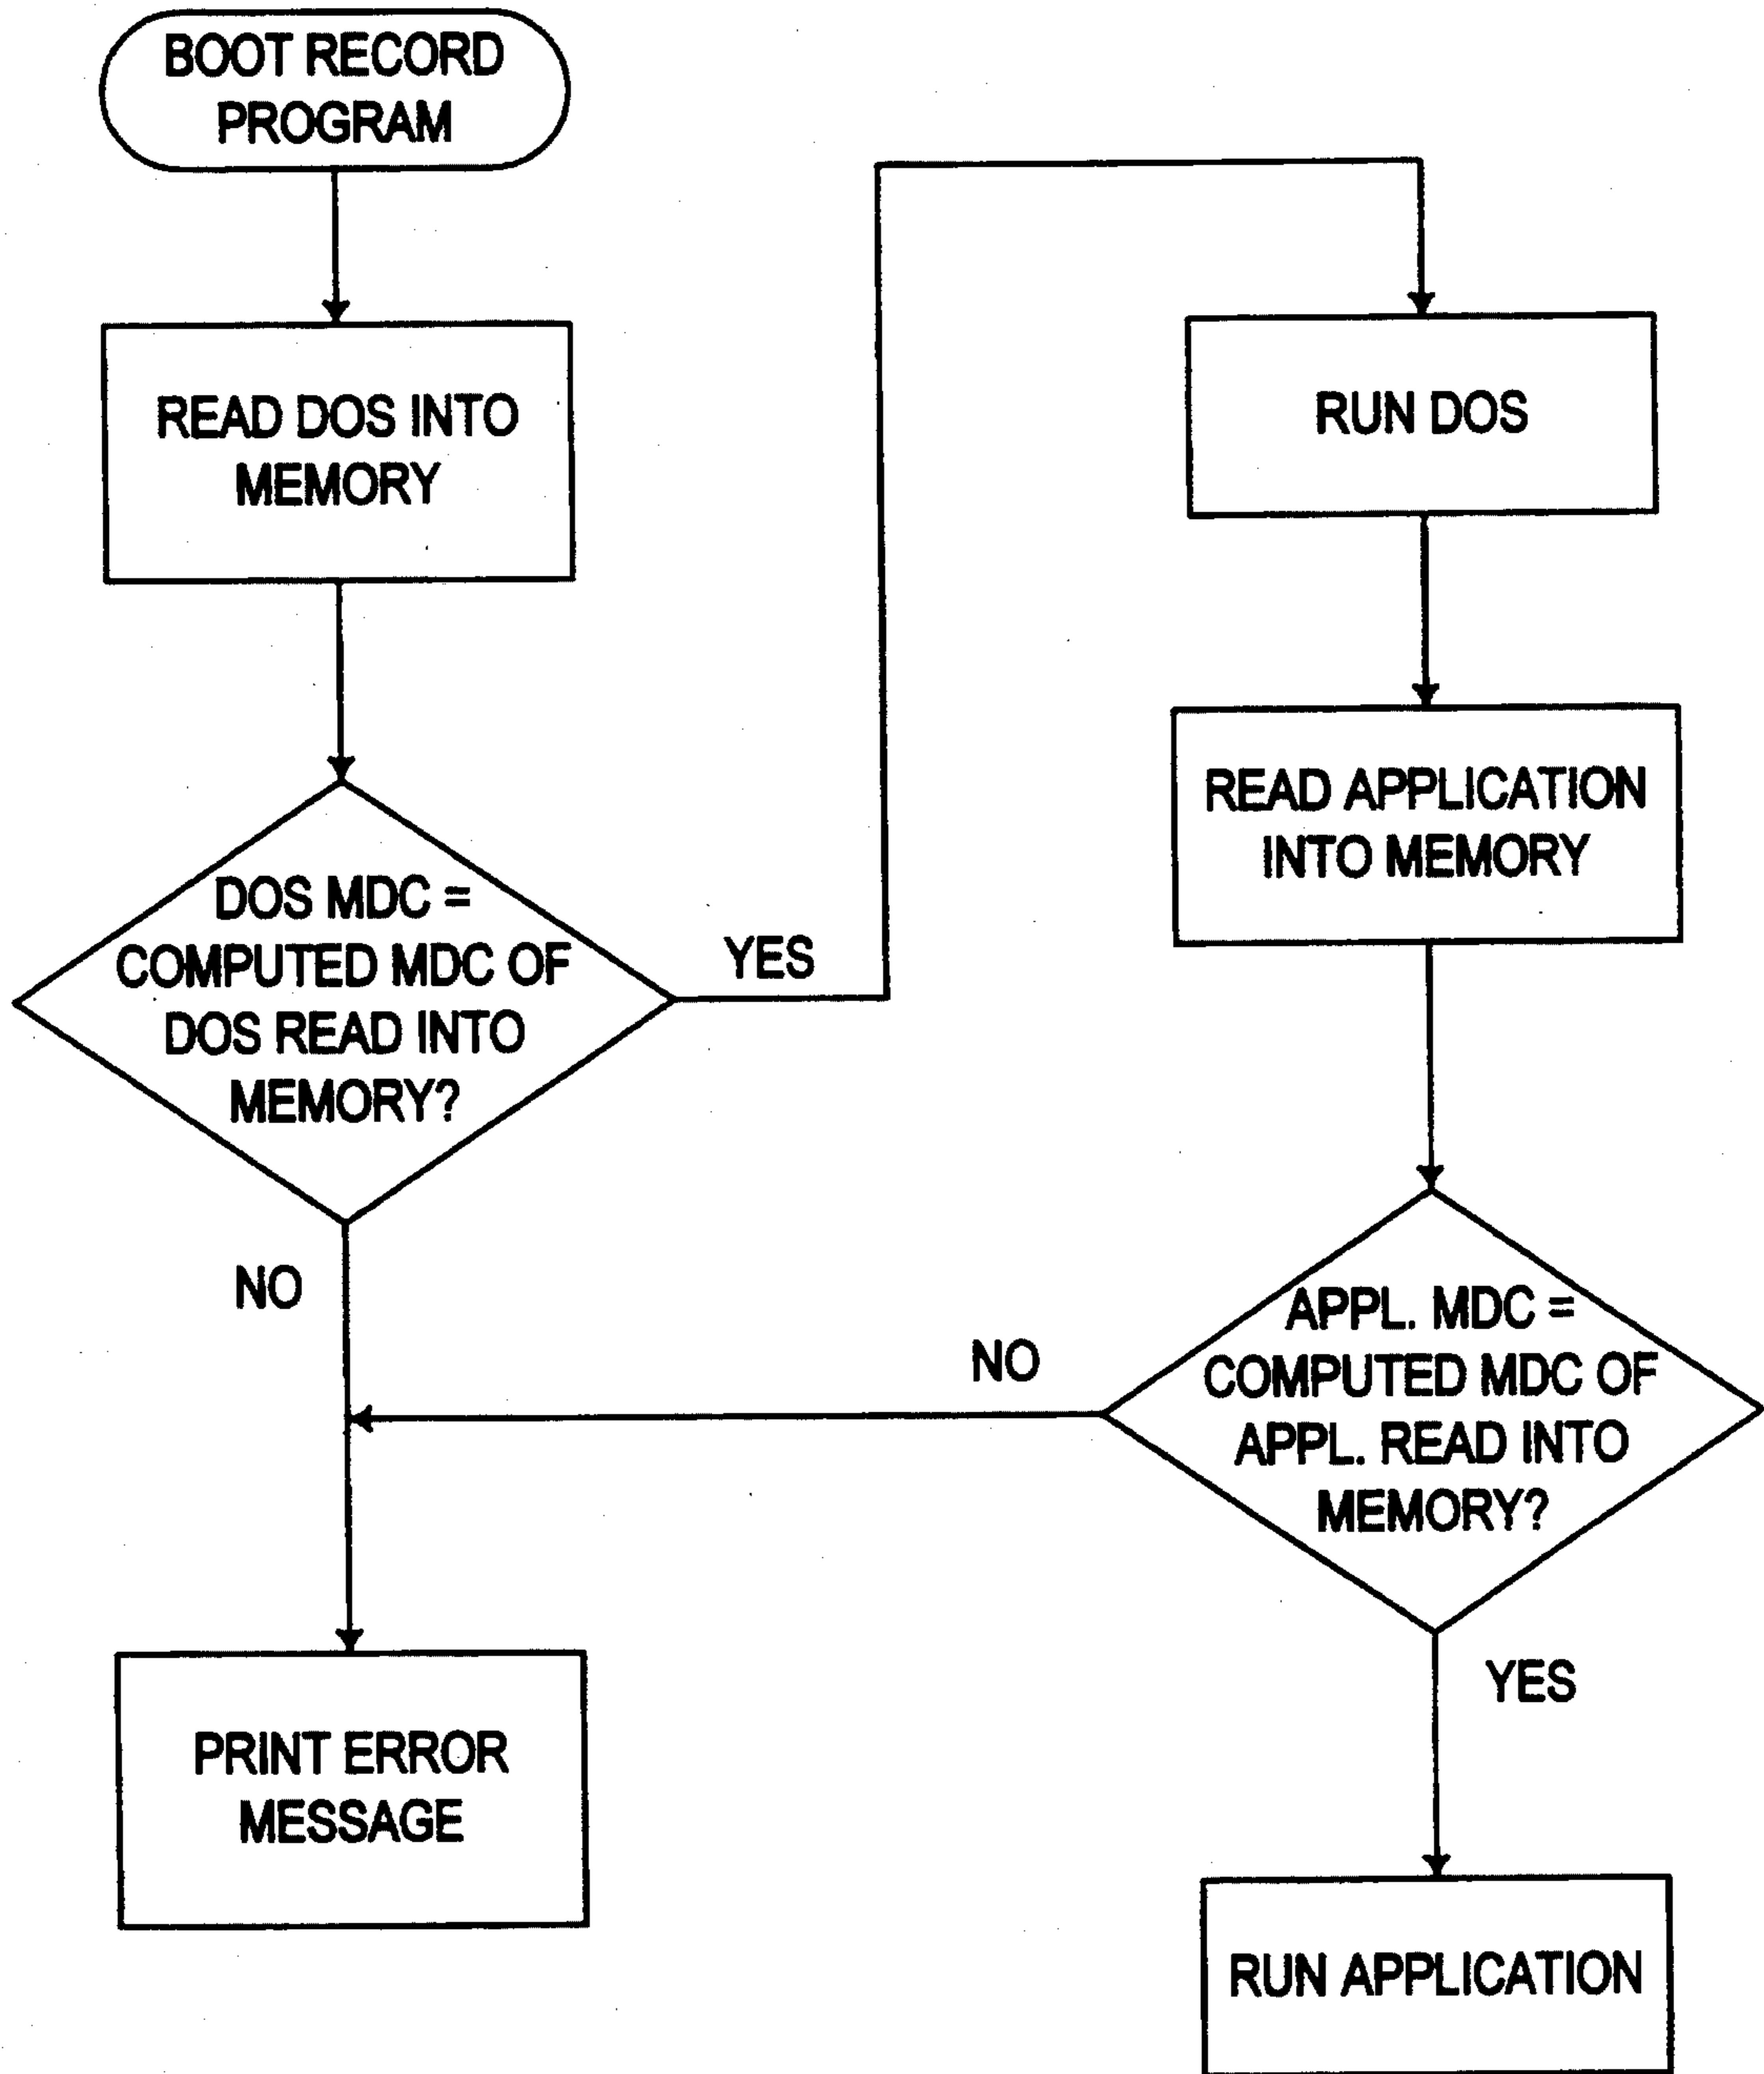 BOOT RECORD
PROGRAM
READ DOS INTO
MEMORY
DOS MDC =
COMPUTED MDC OF
DOS READ INTO
MEMORY?
YES
NO
PRINT ERROR
MESSAGE
RUN DOS
READ APPLICATION
INTO MEMORY
APPL. MDC =
COMPUTED MDC OF
APPL. READ INTO
MEMORY?
NO
YES
RUN APPLICATION